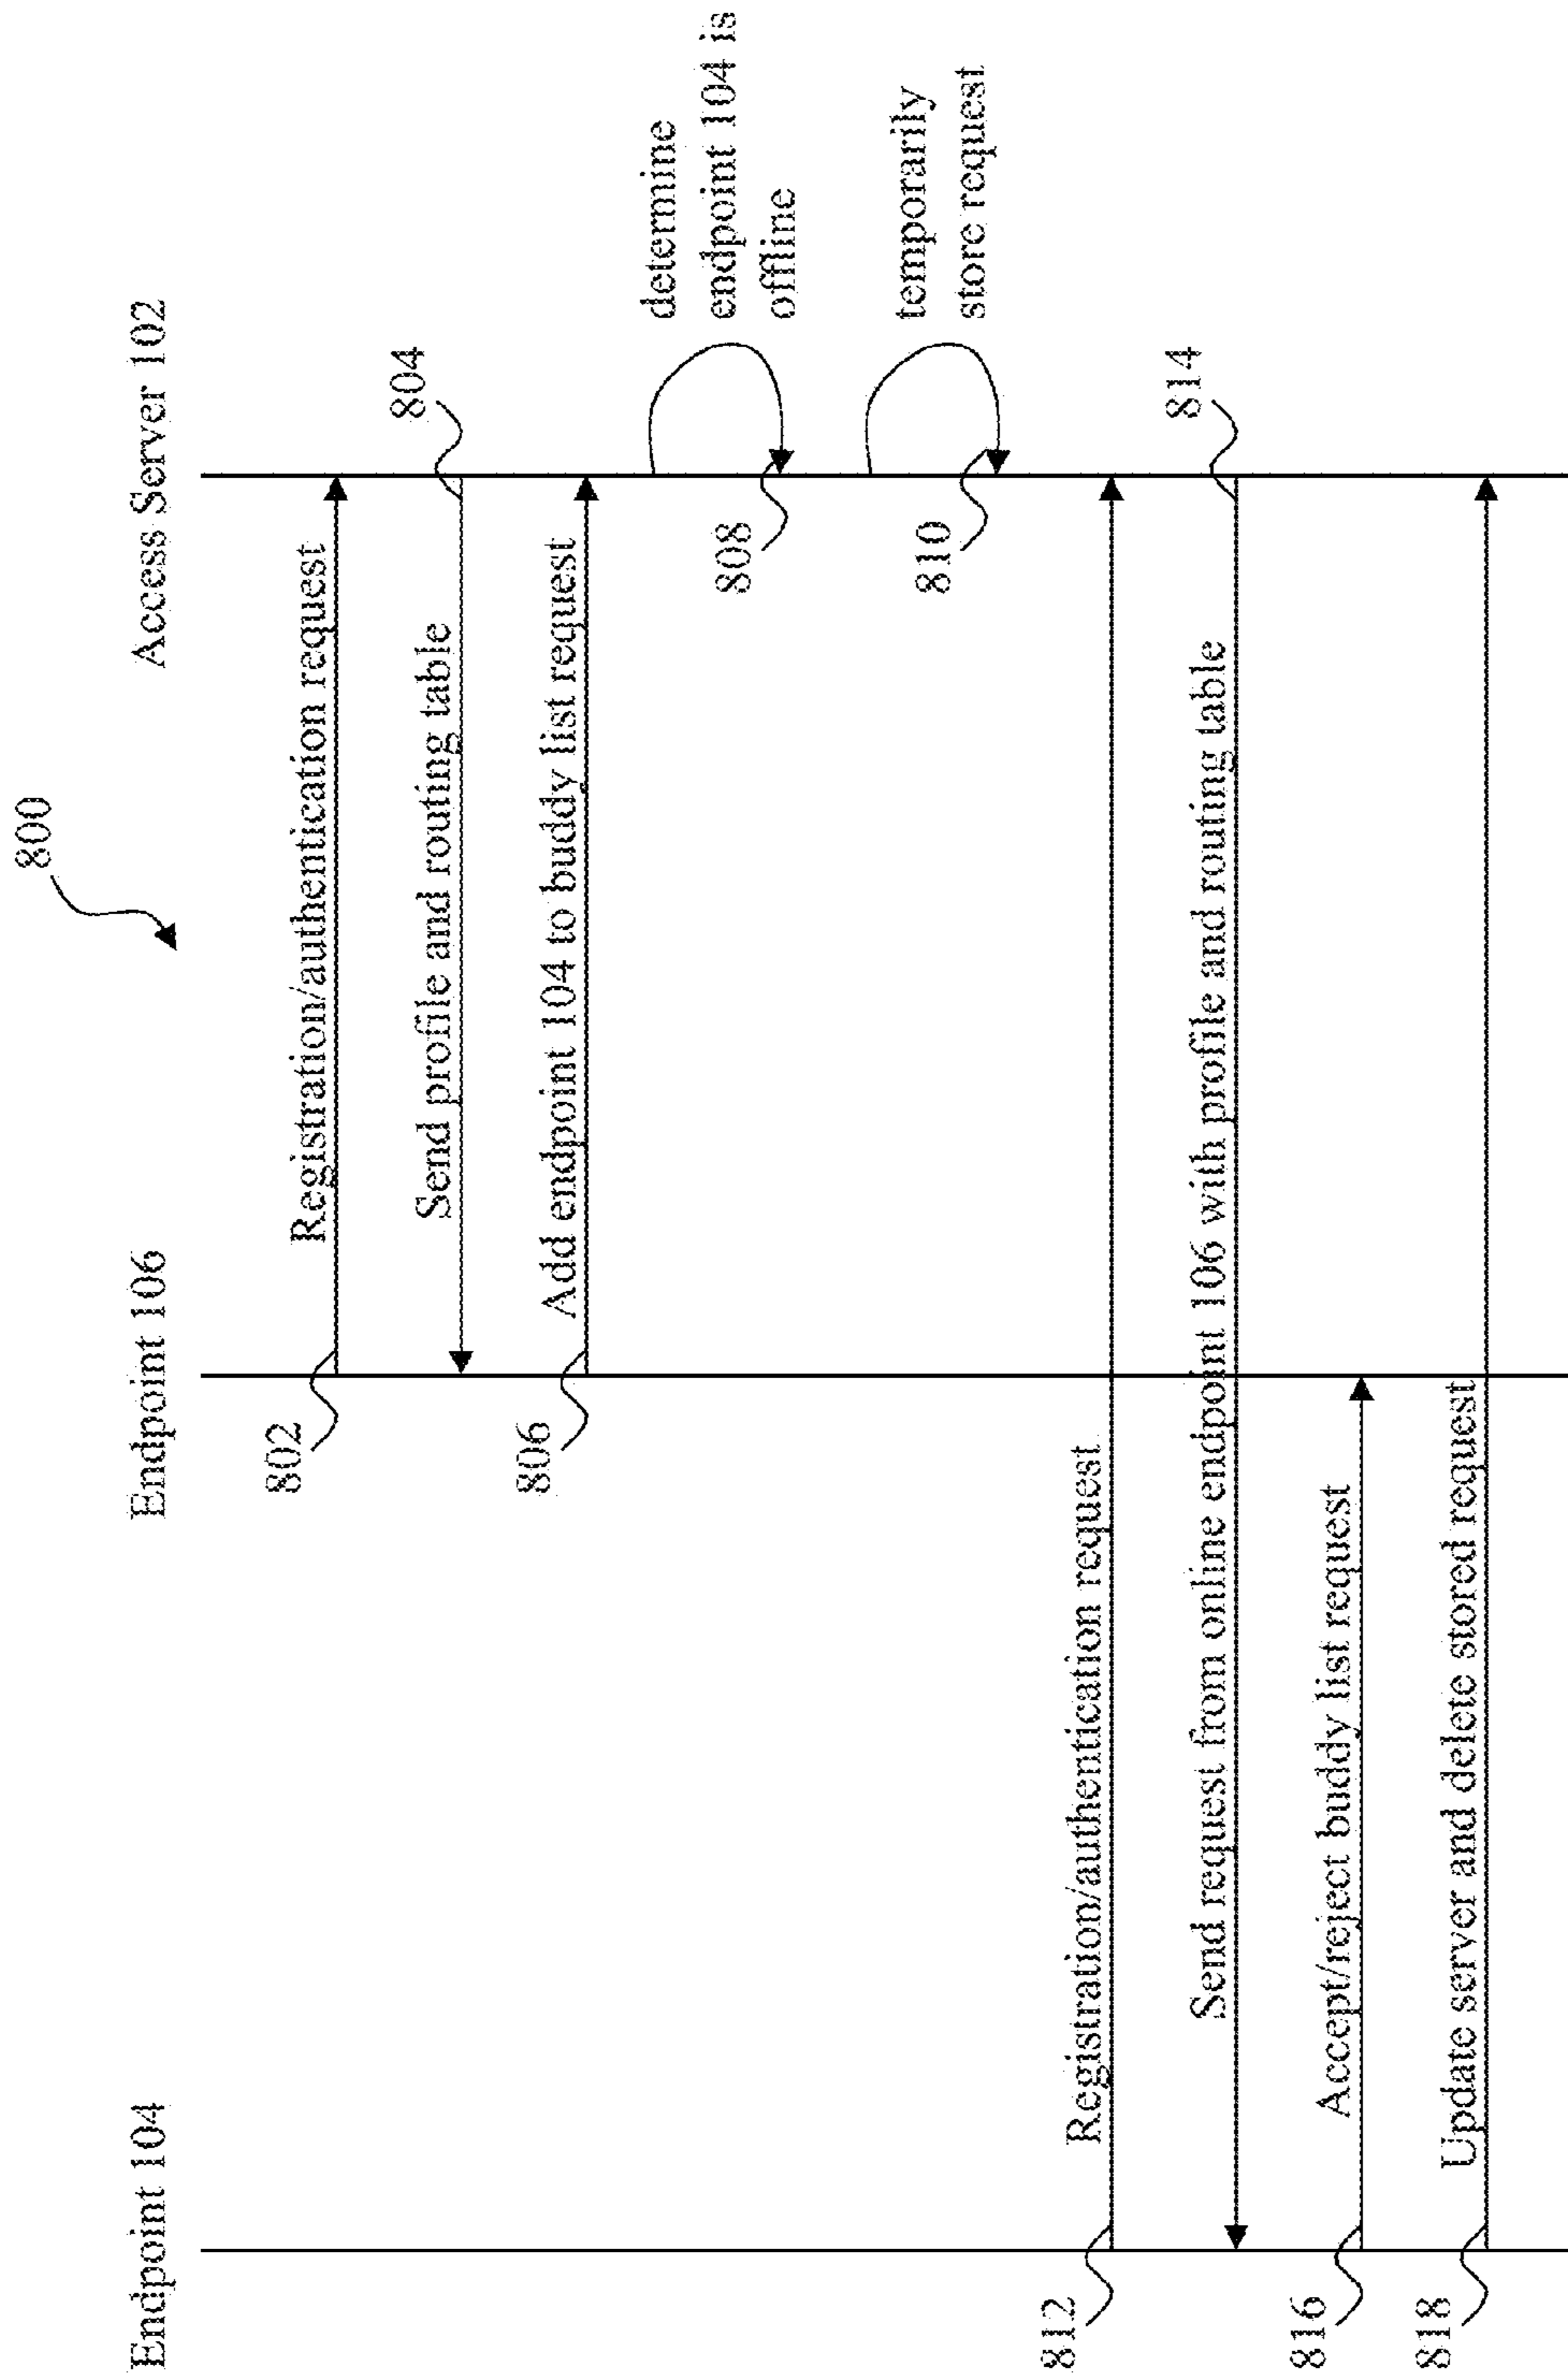 800
Endpoint 104
Endpoint 106
Access Server 102
802
Registration/authentication request
804
Send profile and routing table
806
Add endpoint 104 to buddy list request
determine
endpoint 104 is
offline
808
temporarily
store request
810
812
Registration/authentication request
814
Send request from online endpoint 106 with profile and routing table
816
Accept/reject buddy list request
818
Update server and delete stored request